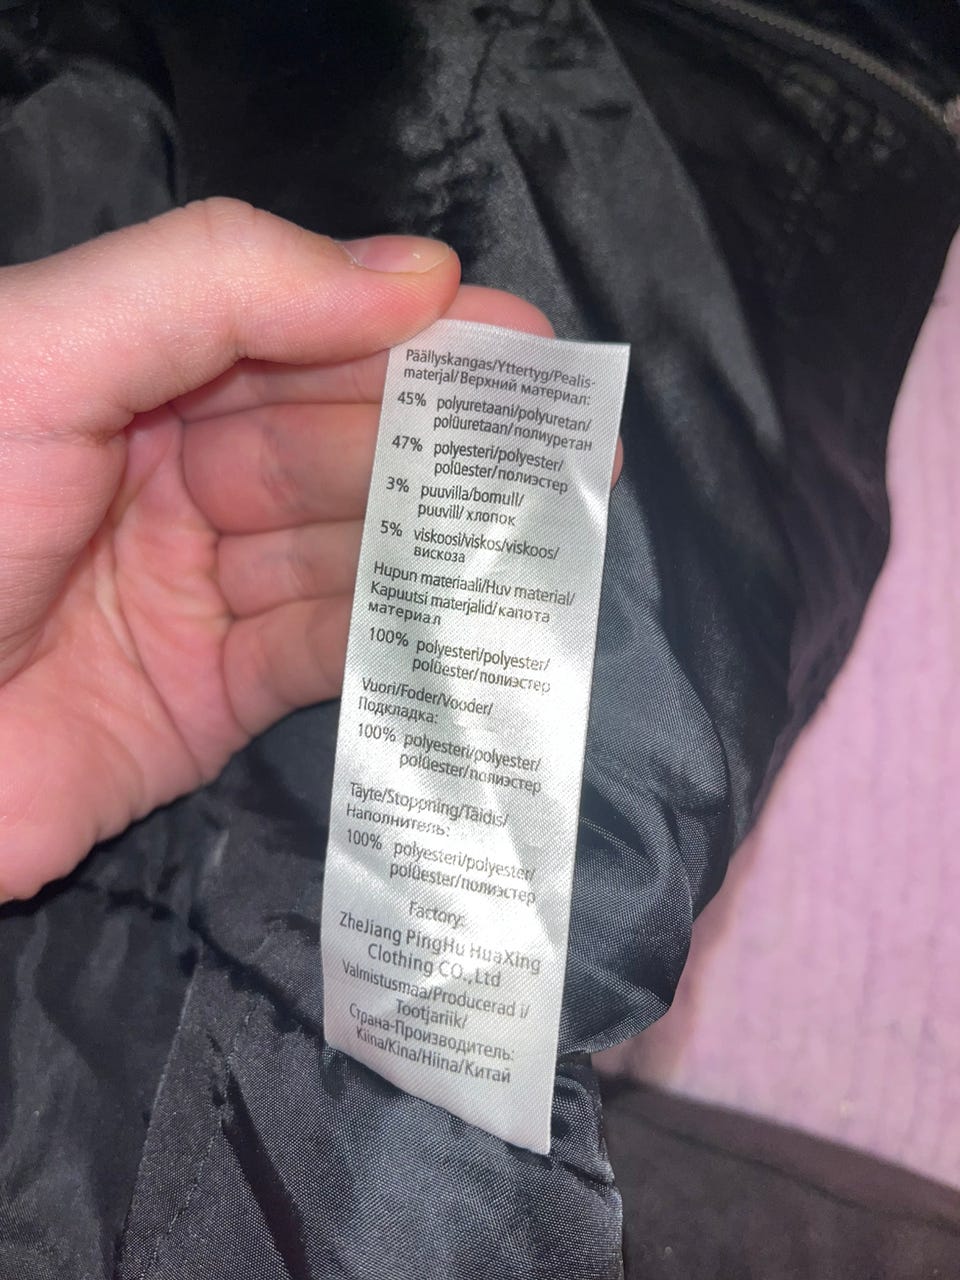 Päällyskangas/Yttertyg/Pealis-
materjal/Верхний материал:
45% polyuretaani/polyuretan/
polüuretaan/полиуретан
47% polyesteri/polyester/
polüester/полиэстер
3% puuvilla/bomull/
puuvill/ хлопок
5% viskoosi/viskos/viskoos/
вискоза
Hupun materiaali/Huv material/
Kapuutsi materjalid/капота
материал
100% polyesteri/polyester/
polüester/полиэстер
Vuori/Foder/Vooder/
Подкладка:
100% polyesteri/polyester/
polüester/полиэстер
Täyte/Stoppning/Täidis/
Наполнитель:
100% polyesteri/polyester/
polüester/полиэстер
Factory:
ZheJiang PingHu HuaXing
Clothing CO.,Ltd
Valmistusmaa/Producerad i/
Tootjariik/
Страна-Производитель:
Kiina/Kina/Hiina/Китай